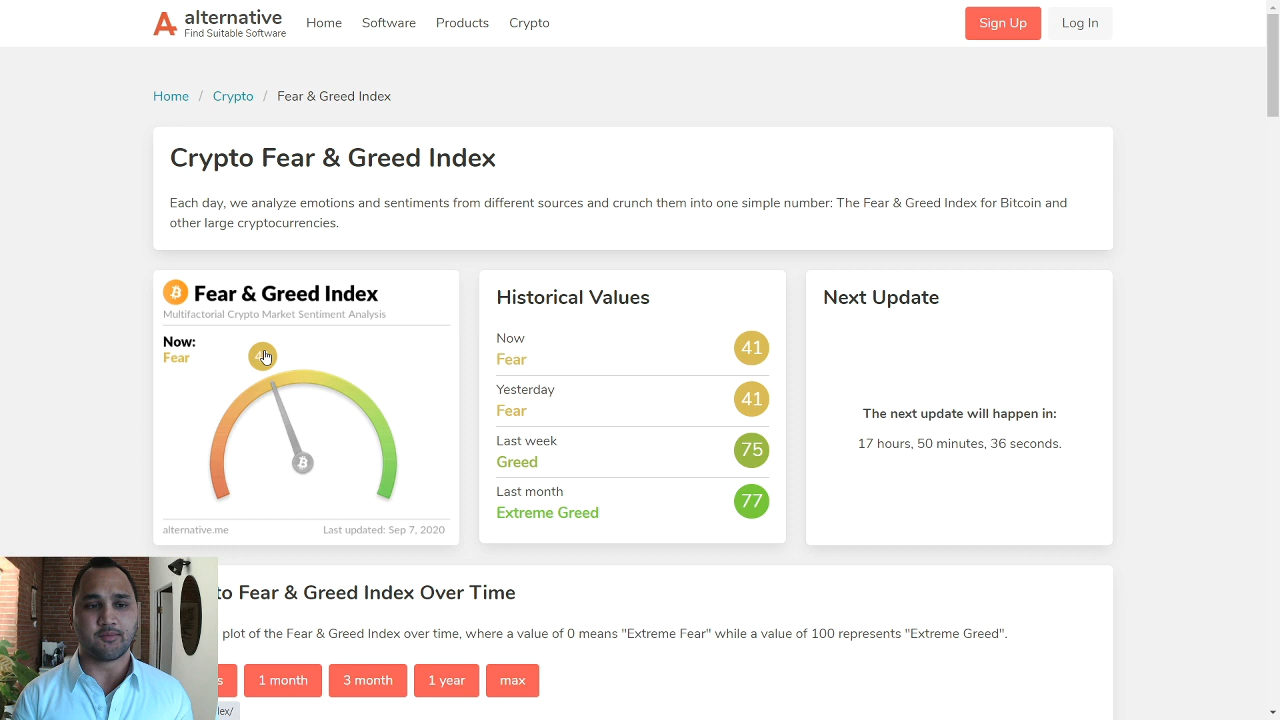 alternative
Find Suitable Software
Home
Software
Products
Crypto
Sign Up
Log In
Home / Crypto / Fear & Greed Index
Crypto Fear & Greed Index
Each day, we analyze emotions and sentiments from different sources and crunch them into one simple number: The Fear & Greed Index for Bitcoin and
other large cryptocurrencies.
Fear & Greed Index
Multifactorial Crypto Market Sentiment Analysis
Now:
Fear
alternative.me
Last updated: Sep 7, 2020
Historical Values
Now
Fear
41
Yesterday
Fear
41
Last week
Greed
75
Last month
Extreme Greed
77
Next Update
The next update will happen in:
17 hours, 50 minutes, 36 seconds.
to Fear & Greed Index Over Time
plot of the Fear & Greed Index over time, where a value of 0 means "Extreme Fear" while a value of 100 represents "Extreme Greed".
1 month
3 month
1 year
max